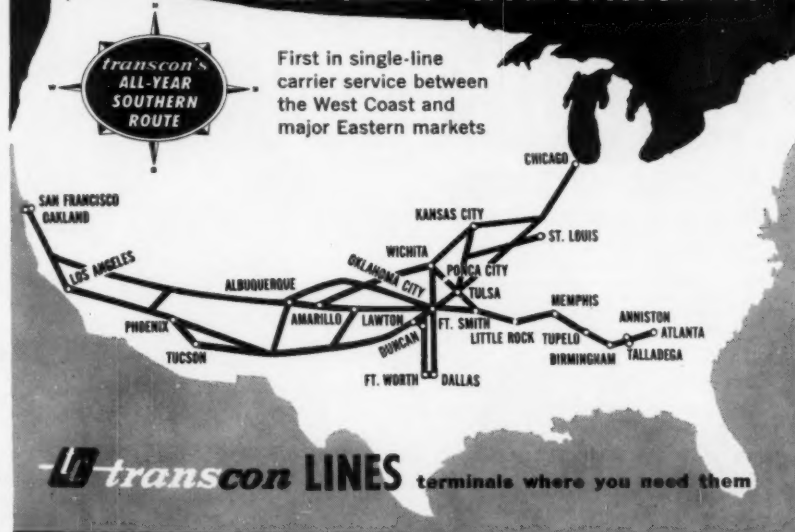 transcon's
ALL-YEAR
SOUTHERN
ROUTE
First in single-line
carrier service between
the West Coast and
major Eastern markets
CHICAGO
SAN FRANCISCO
OAKLAND
KANSAS CITY
ST. LOUIS
WICHITA
LOS ANGELES
OKLAHOMA CITY
PONCA CITY
ALBUQUERQUE
TULSA
MEMPHIS
ANNISTON
AMARILLO
LAWTON
FT. SMITH
ATLANTA
PHOENIX
DUNCAN
LITTLE ROCK
TUPELO
TALLADEGA
TUCSON
BIRMINGHAM
FT. WORTH
DALLAS
transcon LINES terminals where you need them